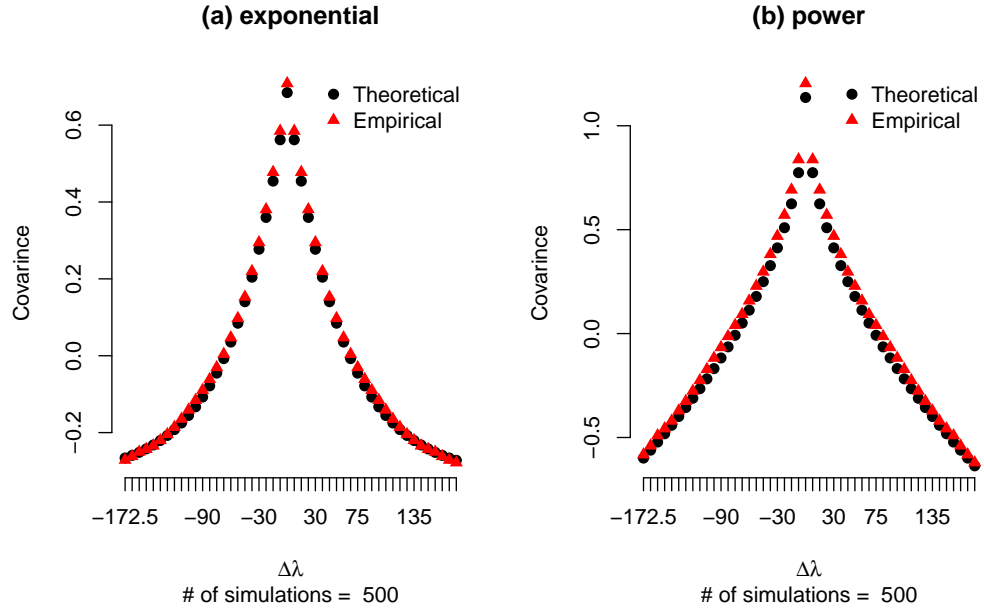 (a) exponential
Theoretical
Empirical
Covarince
0.6
0.4
0.2
0.0
−0.2
−172.5 −90 −30 30 75 135
Δλ
# of simulations = 500
(b) power
Theoretical
Empirical
Covarince
1.0
0.5
0.0
−0.5
−172.5 −90 −30 30 75 135
Δλ
# of simulations = 500